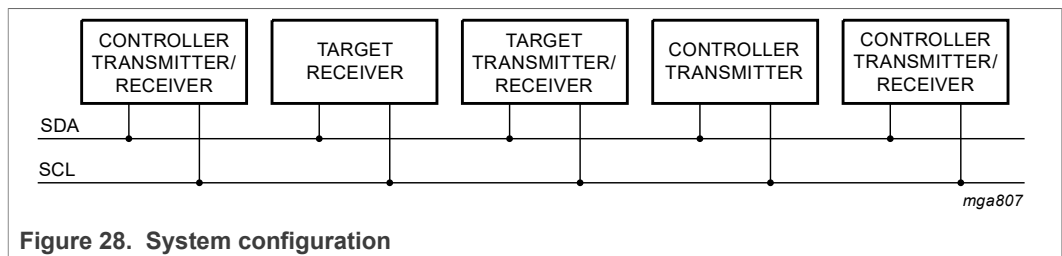 CONTROLLER
TRANSMITTER/
RECEIVER
TARGET
RECEIVER
TARGET
TRANSMITTER/
RECEIVER
CONTROLLER
TRANSMITTER
CONTROLLER
TRANSMITTER/
RECEIVER
SDA
SCL
mga807
Figure 28. System configuration